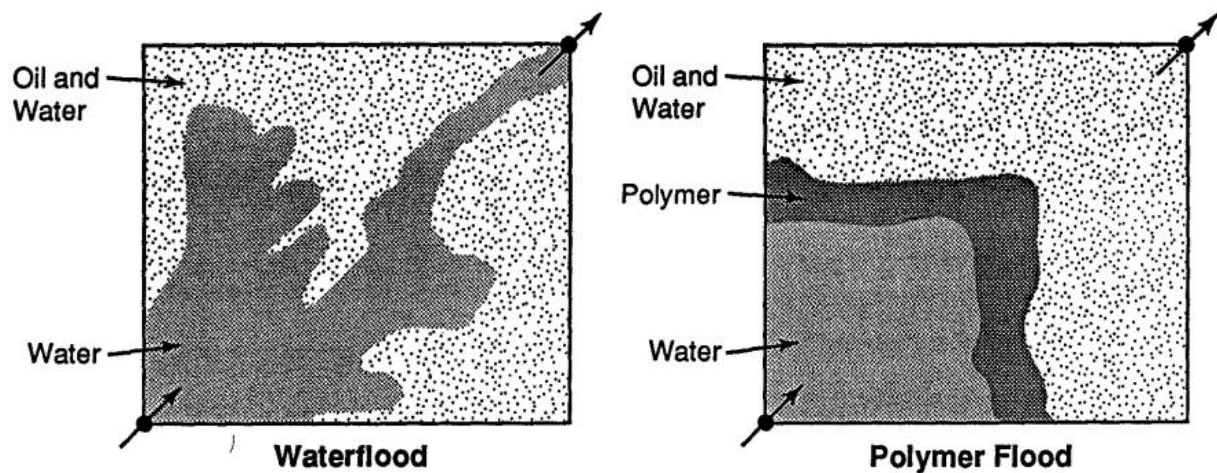 Oil and
Water
Water
Waterflood
Oil and
Water
Polymer
Water
Polymer Flood